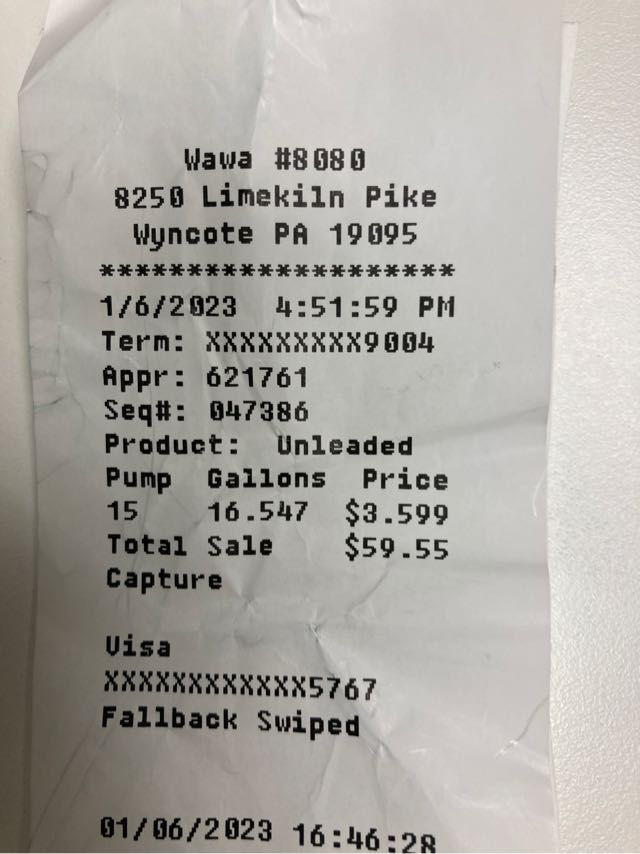 Wawa #8080
8250 Limekiln Pike
Wyncote PA 19095
*********************
1/6/2023 4:51:59 PM
Term: XXXXXXXXX9004
Appr: 621761
Seq#: 047386
Product: Unleaded
Pump Gallons Price
15 16.547 $3.599
Total Sale $59.55
Capture
Visa
XXXXXXXXXXXX5767
Fallback Swiped
01/06/2023 16:46:28